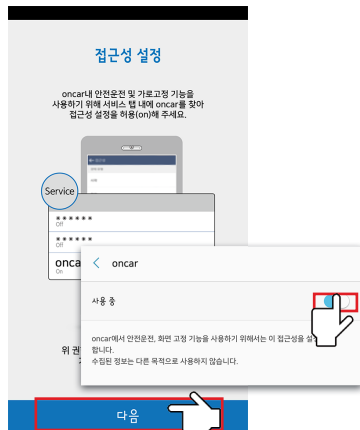 접근성 설정
oncar내 안전운전 및 가로고정 기능을
사용하기 위해 서비스 탭 내에 oncar를 찾아
접근성 설정을 허용(on)해 주세요.
Service
******
Off
******
Off
onca
On
oncar
사용 중
oncar에서 안전운전, 화면 고정 기능을 사용하기 위해서는 이 접근성을 설
합니다.
수집된 정보는 다른 목적으로 사용하지 않습니다.
위 권
다음